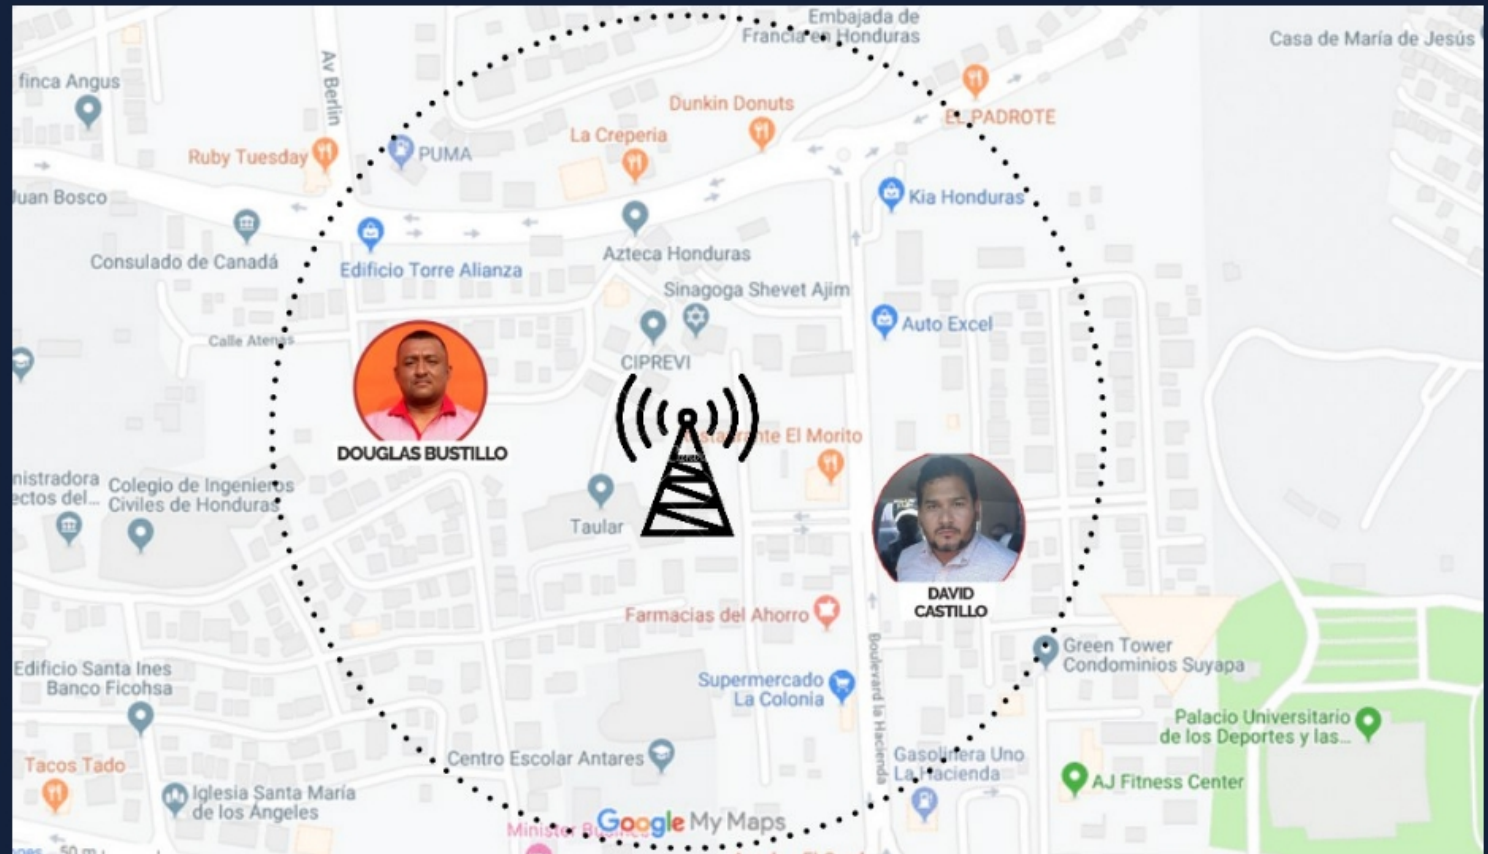 Embajada de
Francia en Honduras
Casa de María de Jesús
finca Angus
Av Berlin
Dunkin Donuts
EL PADROTE
La Creperia
Ruby Tuesday
PUMA
Juan Bosco
Kia Honduras
Consulado de Canadá
Azteca Honduras
Edificio Torre Alianza
Sinagoga Shevet Ajim
Auto Excel
Calle Atenas
CIPREVI
DOUGLAS BUSTILLO
El Morito
nistradora
ectos del...
Colegio de Ingenieros
Civiles de Honduras
Taular
DAVID
CASTILLO
Farmacias del Ahorro
Boulevard la Hacienda
Green Tower
Condominios Suyapa
Edificio Santa Ines
Banco Ficohsa
Supermercado
La Colonia
Palacio Universitario
de los Deportes y las...
Centro Escolar Antares
Gasolinera Uno
La Hacienda
Tacos Tado
AJ Fitness Center
Iglesia Santa María
de los Ángeles
Google My Maps
Minister
50 m